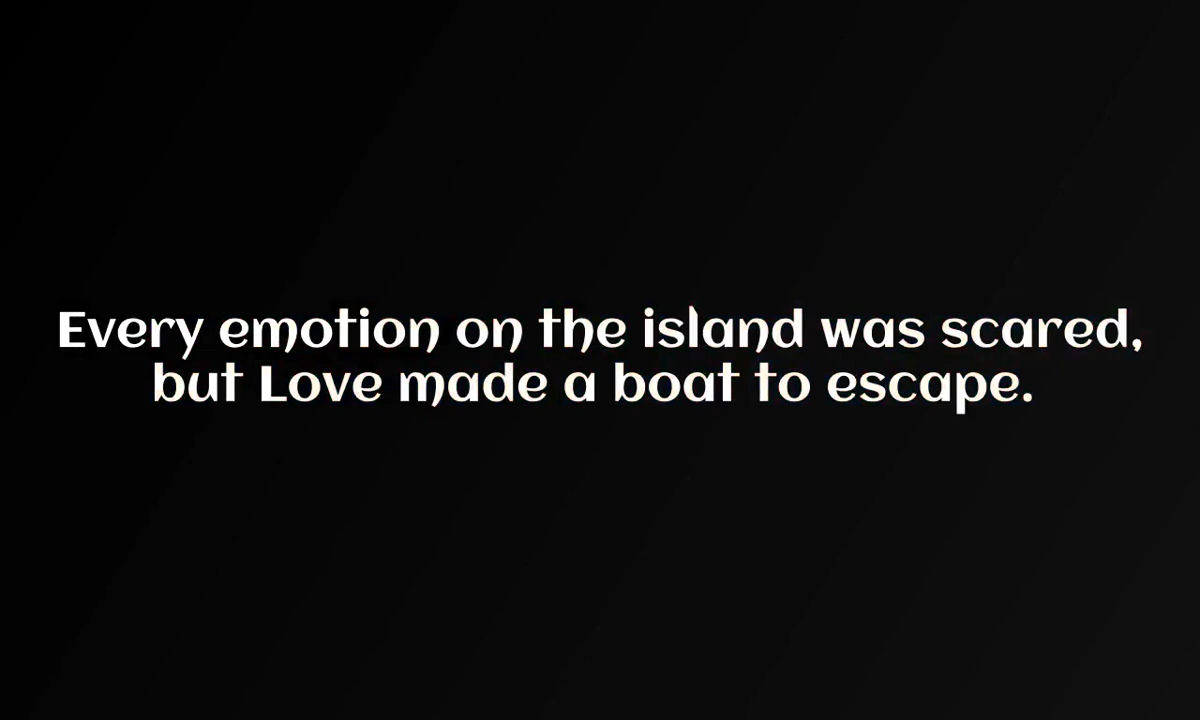 Every emotion on the island was scared,
but Love made a boat to escape.